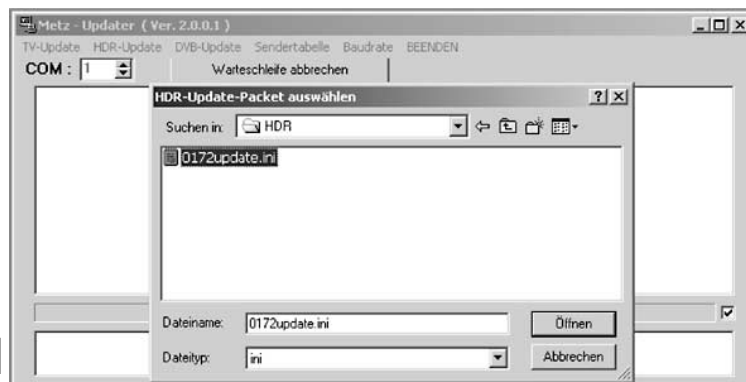 Metz - Updater ( Ver. 2.0.0.1 )
TV-Update HDR-Update DVB-Update Sendertabelle Baudrate BEENDEN
COM : 1 Warteschleife abbrechen
HDR-Update-Packet auswählen
Suchen in: HDR
0172update.ini
Dateiname: 0172update.ini Öffnen
Dateityp: ini Abbrechen